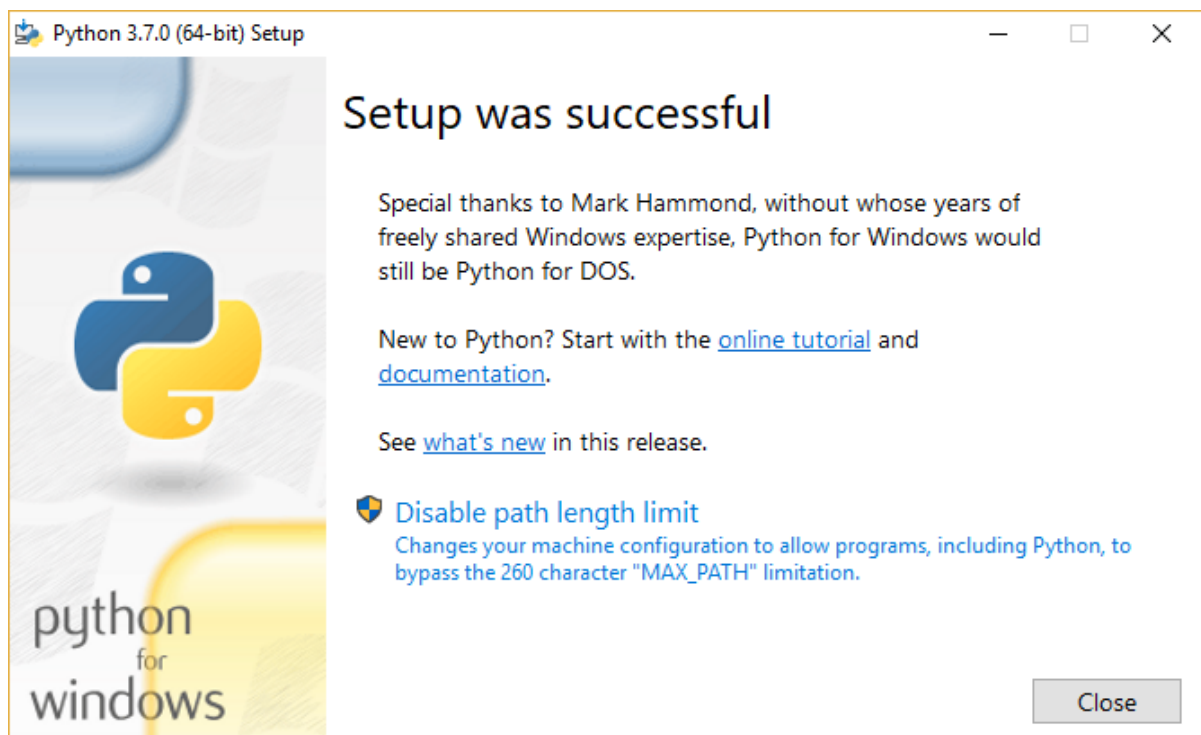 Python 3.7.0 (64-bit) Setup
Setup was successful
Special thanks to Mark Hammond, without whose years of
freely shared Windows expertise, Python for Windows would
still be Python for DOS.
New to Python? Start with the online tutorial and
documentation.
See what's new in this release.
Disable path length limit
Changes your machine configuration to allow programs, including Python, to
bypass the 260 character "MAX_PATH" limitation.
python
for
windows
Close